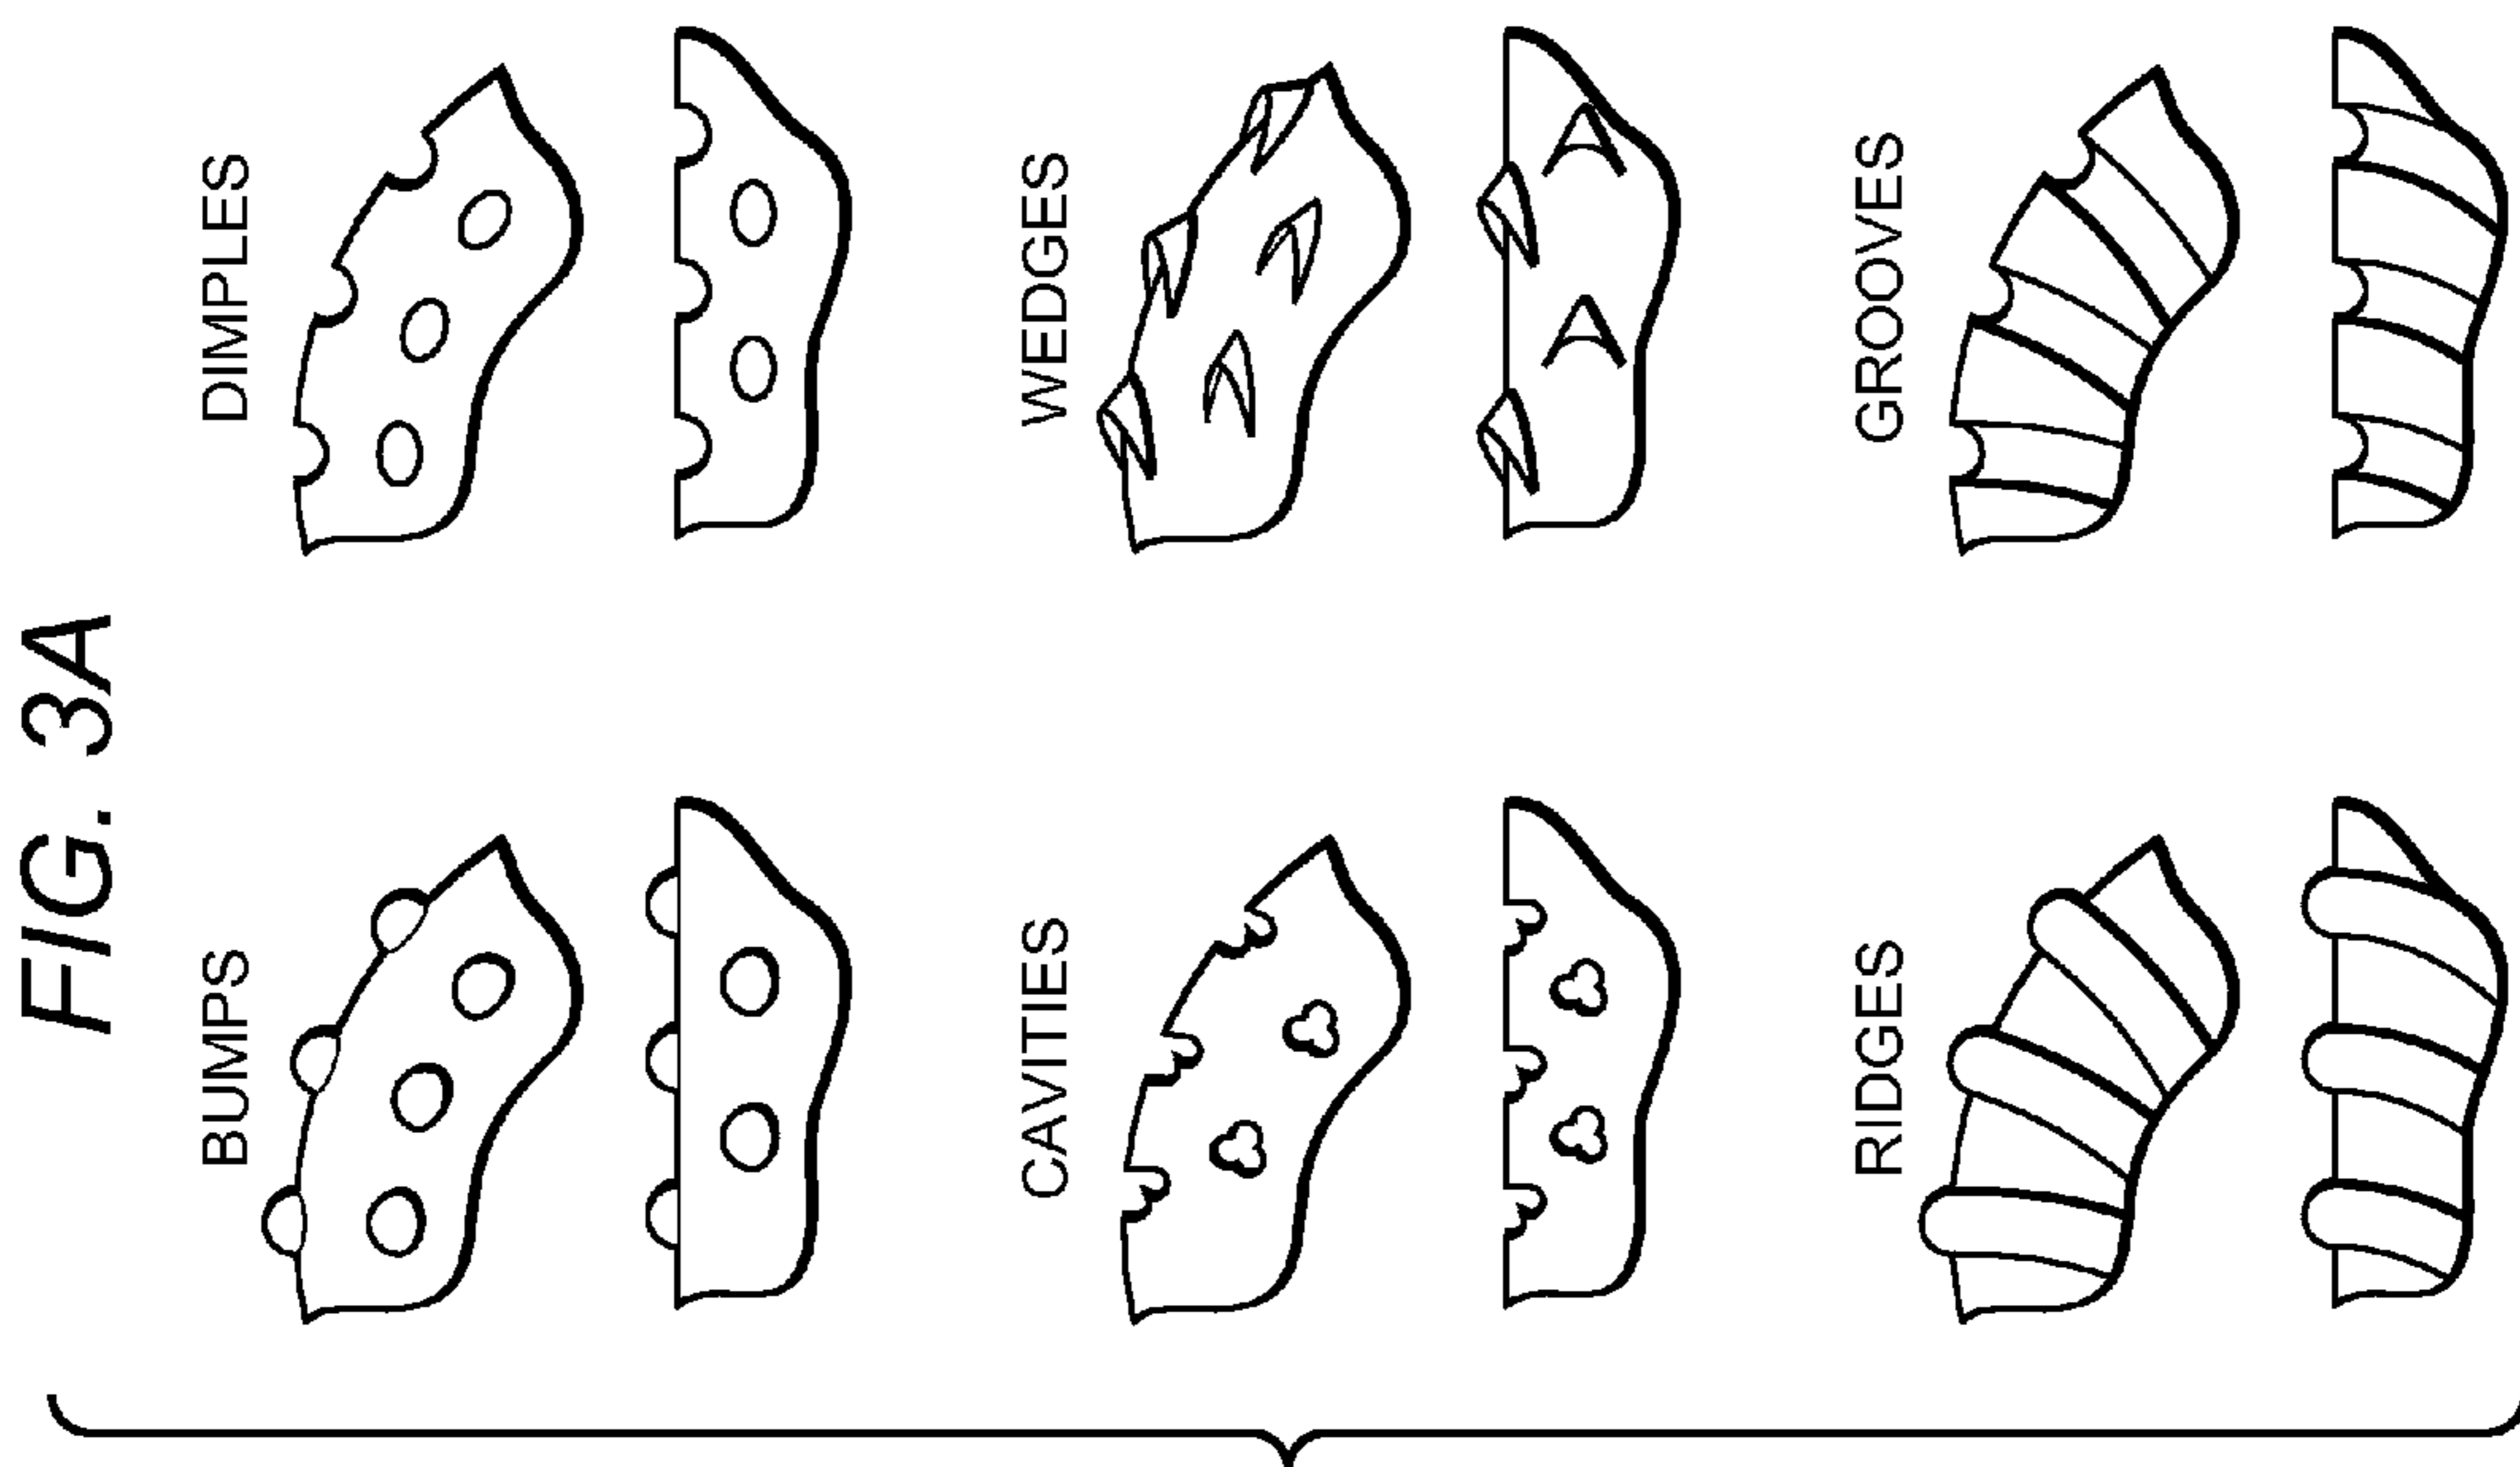 FIG. 3A
BUMPS
DIMPLES
CAVITIES
WEDGES
RIDGES
GROOVES